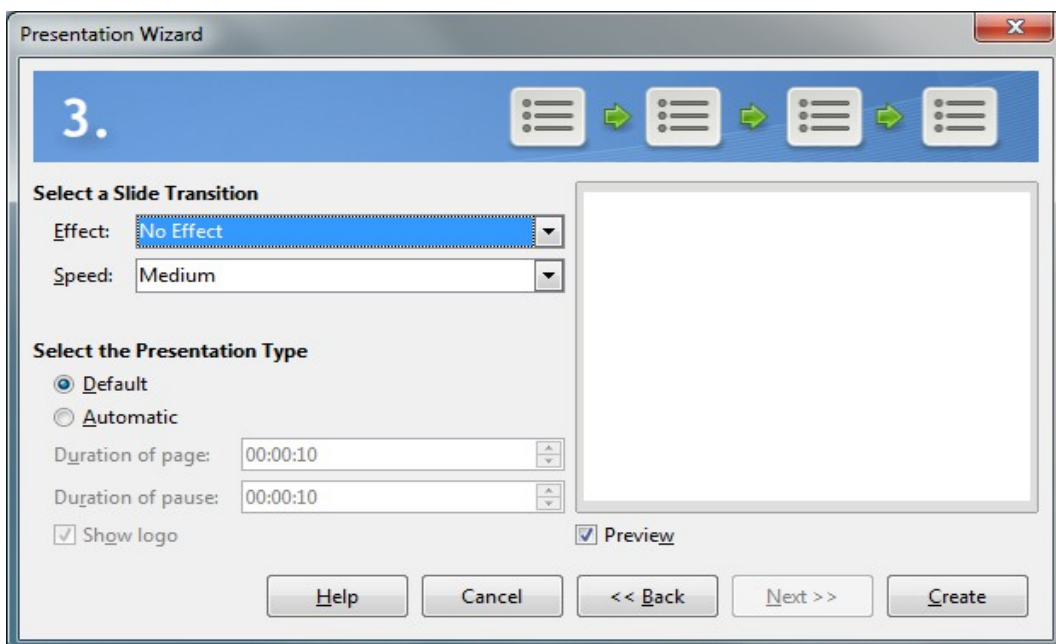 Presentation Wizard
3.
Select a Slide Transition
Effect: No Effect
Speed: Medium
Select the Presentation Type
Default
Automatic
Duration of page: 00:00:10
Duration of pause: 00:00:10
Show logo
Preview
Help Cancel << Back Next >> Create